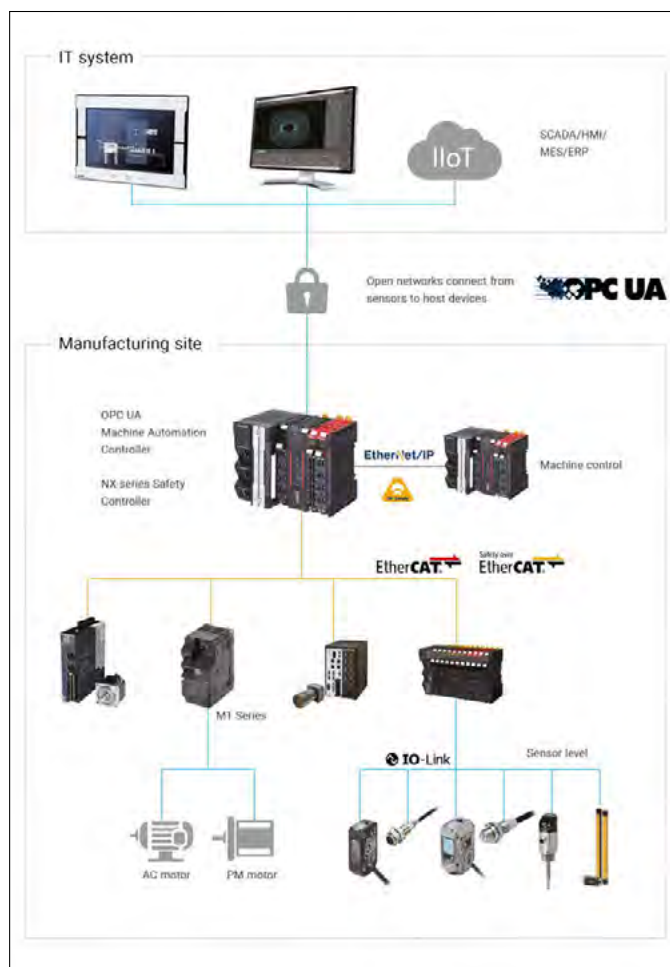 IT system
IIoT
SCADA/HMI/
MES/ERP
Open networks connect from
sensors to host devices
OPC UA
Manufacturing site
OPC UA
Machine Automation
Controller
NX series Safety
Controller
EtherNet/IP
Machine control
EtherCAT
Safety over
EtherCAT
M1 Series
IO-Link
Sensor level
AC motor
PM motor